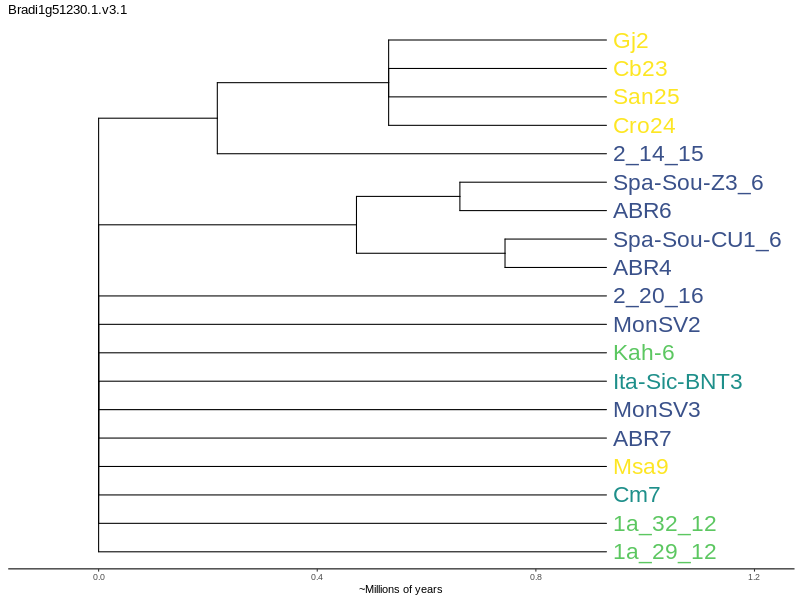 Bradi1g51230.1.v3.1
Gj2
Cb23
San25
Cro24
2_14_15
Spa-Sou-Z3_6
ABR6
Spa-Sou-CU1_6
ABR4
2_20_16
MonSV2
Kah-6
Ita-Sic-BNT3
MonSV3
ABR7
Msa9
Cm7
1a_32_12
1a_29_12
0.0 0.4 0.8 1.2
~Millions of years